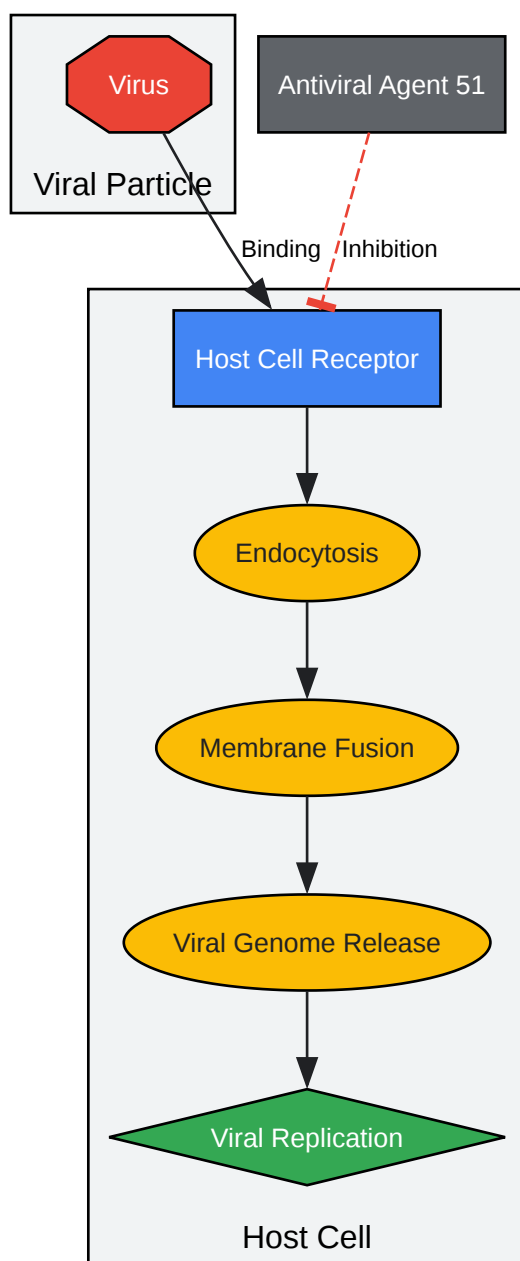 Virus
Antiviral Agent 51
Viral Particle
Binding
Inhibition
Host Cell Receptor
Endocytosis
Membrane Fusion
Viral Genome Release
Viral Replication
Host Cell